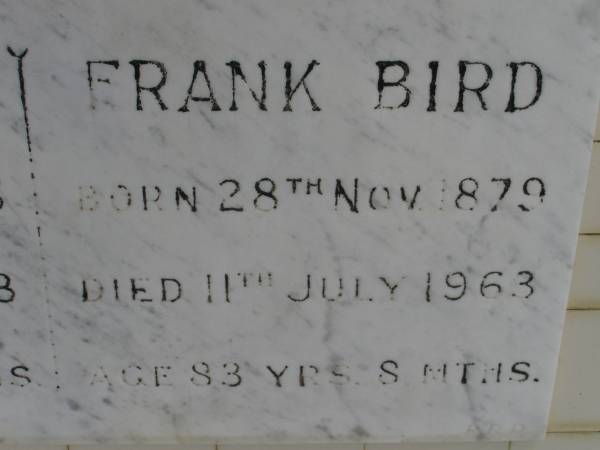 FRANK BIRD
BORN 28TH NOV. 1879
DIED 11TH JULY 1963
AGE 83 YRS. 8 MTHS.